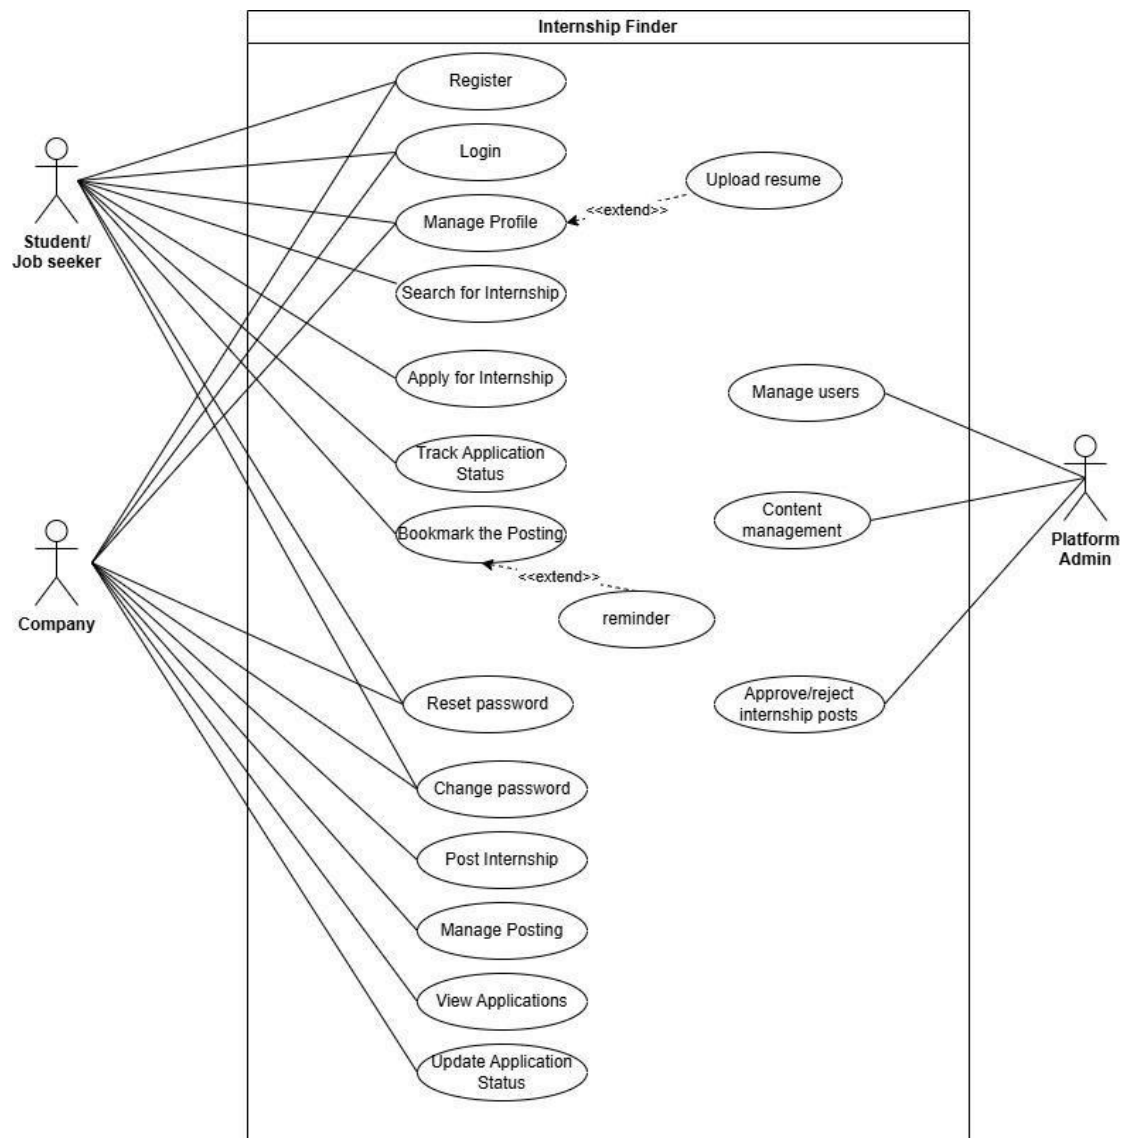 Internship Finder
Register
Login
Upload resume
<<extend>>
Manage Profile
Student/
Job seeker
Search for Internship
Apply for Internship
Manage users
Track Application
Status
Bookmark the Posting
Content
management
Platform
Admin
<<extend>>
Company
reminder
Reset password
Approve/reject
internship posts
Change password
Post Internship
Manage Posting
View Applications
Update Application
Status